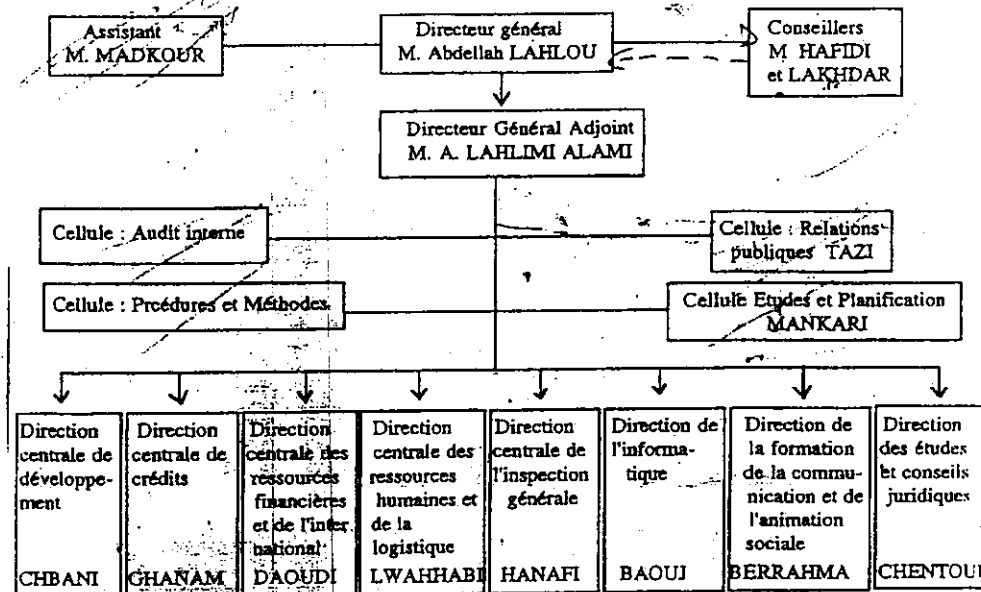 Assistant
M. MADKOUR
Directeur général
M. Abdellah LAHLOU
Conseillers
M HAFIDI
et LAKHDAR
Directeur Général Adjoint
M. A. LAHLIMI ALAMI
Cellule : Audit interne
Cellule : Relations
publiques TAZI
Cellule : Prcédures et Méthodes
Cellule Etudes et Planification
MANKARI
Direction
centrale de
développe-
ment
CHBANI
Direction
centrale de
crédits
GHANAM
Direction
centrale des
ressources
financières
et de l'inter
national
DAOUDI
Direction
centrale des
ressources
humaines et
de la
logistique
LWAHHABI
Direction
centrale de
l'inspection
générale
HANAFI
Direction de
l'informa-
tique
BAOUJ
Direction de
la formation
de la commu-
nication et de
l'animation
sociale
BERRAHMA
Direction
des études
et conseils
juridiques
CHENTOUF